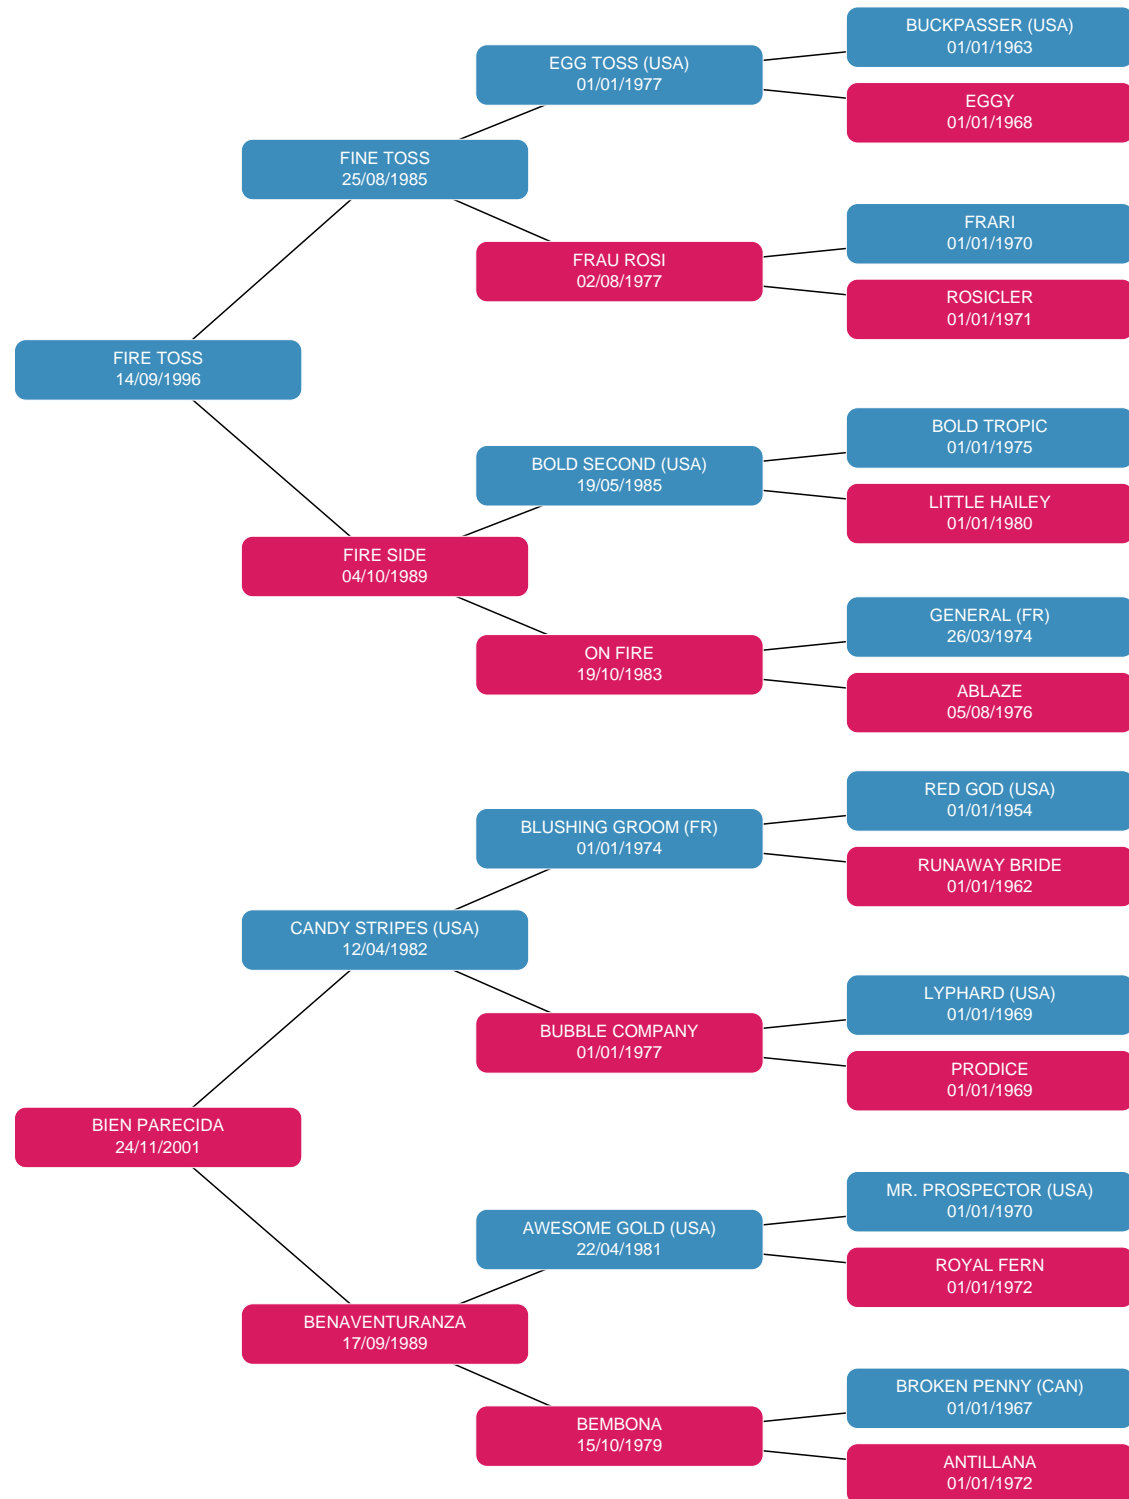 BUCKPASSER (USA)
01/01/1963
EGG TOSS (USA)
01/01/1977
EGGY
01/01/1968
FINE TOSS
25/08/1985
FRARI
01/01/1970
FRAU ROSI
02/08/1977
ROSICLER
01/01/1971
FIRE TOSS
14/09/1996
BOLD TROPIC
01/01/1975
BOLD SECOND (USA)
19/05/1985
LITTLE HAILEY
01/01/1980
FIRE SIDE
04/10/1989
GENERAL (FR)
26/03/1974
ON FIRE
19/10/1983
ABLAZE
05/08/1976
RED GOD (USA)
01/01/1954
BLUSHING GROOM (FR)
01/01/1974
RUNAWAY BRIDE
01/01/1962
CANDY STRIPES (USA)
12/04/1982
LYPHARD (USA)
01/01/1969
BUBBLE COMPANY
01/01/1977
PRODICE
01/01/1969
BIEN PARECIDA
24/11/2001
MR. PROSPECTOR (USA)
01/01/1970
AWESOME GOLD (USA)
22/04/1981
ROYAL FERN
01/01/1972
BENAVENTURANZA
17/09/1989
BROKEN PENNY (CAN)
01/01/1967
BEMBONA
15/10/1979
ANTILLANA
01/01/1972